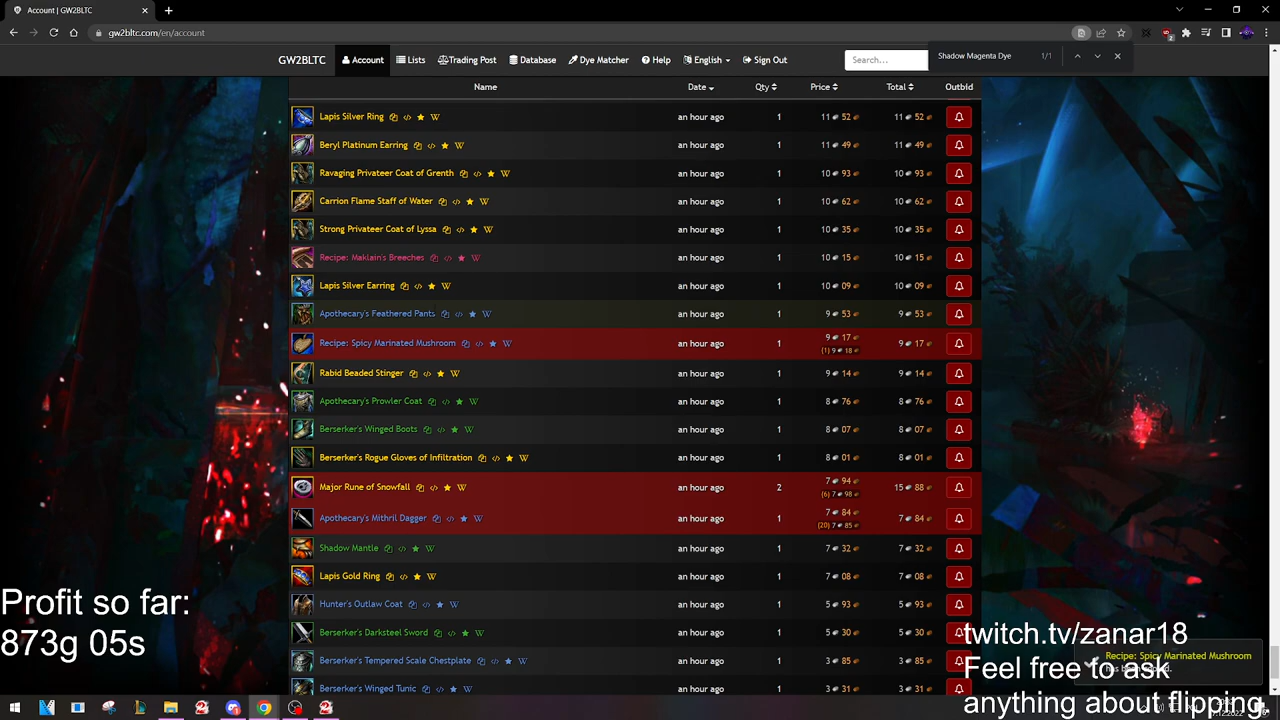 Account | GW2BLTC
gw2bltc.com/en/account
Shadow Magenta Dye 1/1
GW2BLTC Account Lists Trading Post Database Dye Matcher Help English Sign Out Search...
Name Date Qty Price Total Outbid
Lapis Silver Ring W an hour ago 1 11 52 11 52
Beryl Platinum Earring W an hour ago 1 11 49 11 49
Ravaging Privateer Coat of Grenth W an hour ago 1 10 93 10 93
Carrion Flame Staff of Water W an hour ago 1 10 62 10 62
Strong Privateer Coat of Lyssa W an hour ago 1 10 35 10 35
Recipe: Maklain's Breeches W an hour ago 1 10 15 10 15
Lapis Silver Earring W an hour ago 1 10 09 10 09
Apothecary's Feathered Pants W an hour ago 1 9 53 9 53
Recipe: Spicy Marinated Mushroom W an hour ago 1 9 17 9 17
(1) 9 18
Rabid Beaded Stinger W an hour ago 1 9 14 9 14
Apothecary's Prowler Coat W an hour ago 1 8 76 8 76
Berserker's Winged Boots W an hour ago 1 8 07 8 07
Berserker's Rogue Gloves of Infiltration W an hour ago 1 8 01 8 01
Major Rune of Snowfall W an hour ago 2 7 94 15 88
(6) 7 98
Apothecary's Mithril Dagger W an hour ago 1 7 84 7 84
(20) 7 85
Shadow Mantle W an hour ago 1 7 32 7 32
Lapis Gold Ring W an hour ago 1 7 08 7 08
Hunter's Outlaw Coat W an hour ago 1 5 93 5 93
Berserker's Darksteel Sword W an hour ago 1 5 30 5 30
Berserker's Tempered Scale Chestplate W an hour ago 1 3 85 3 85
Berserker's Winged Tunic W an hour ago 1 3 31 3 31
Profit so far:
873g 05s
twitch.tv/zanar18
Feel free to ask
anything about flipping.
Recipe: Spicy Marinated Mushroom